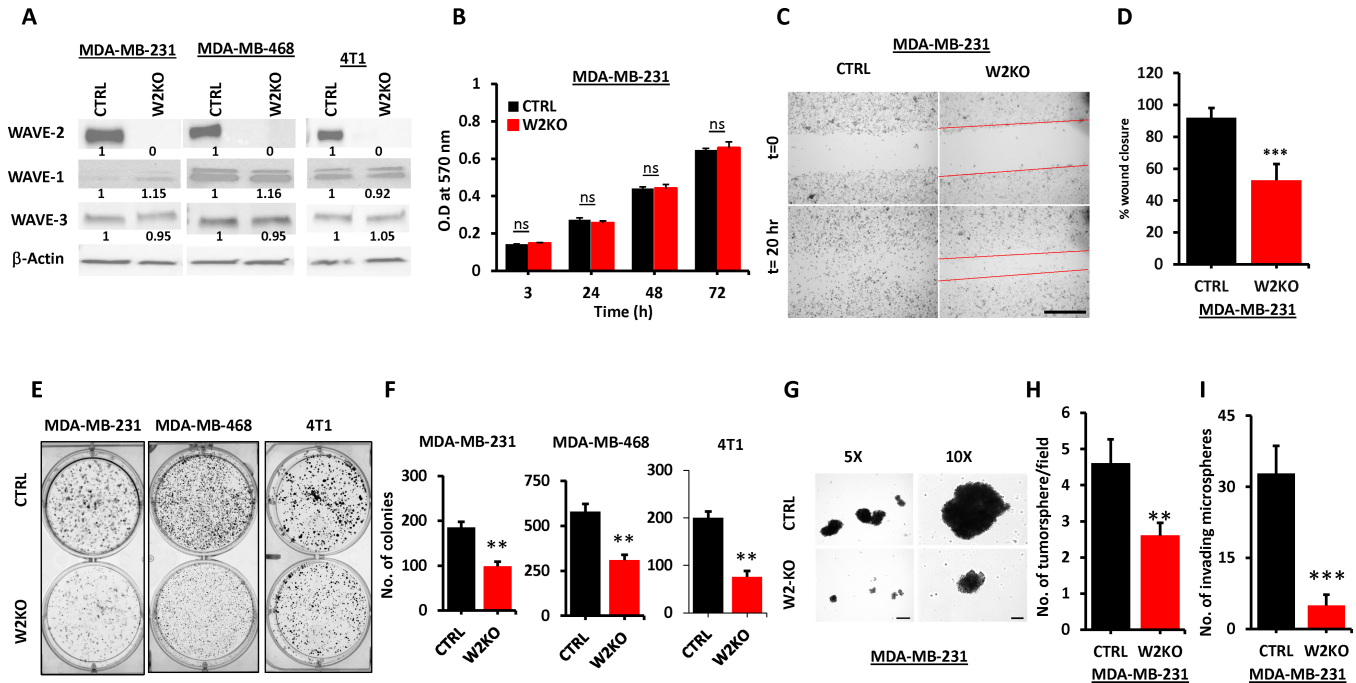 A
MDA-MB-231
MDA-MB-468
4T1
CTRL
W2KO
CTRL
W2KO
CTRL
W2KO
WAVE-2
1 0 1 0 1 0
WAVE-1
1 1.15 1 1.16 1 0.92
WAVE-3
1 0.95 1 0.95 1 1.05
β-Actin
B
MDA-MB-231
CTRL
W2KO
O.D at 570 nm
1
0.8
0.6
0.4
0.2
0
ns
ns
ns
ns
3 24 48 72
Time (h)
C
MDA-MB-231
CTRL W2KO
t=0
t= 20 hr
D
% wound closure
120
100
80
60
40
20
0
***
CTRL W2KO
MDA-MB-231
E
MDA-MB-231 MDA-MB-468 4T1
CTRL
W2KO
F
No. of colonies
MDA-MB-231
300
200
100
0
**
CTRL
W2KO
MDA-MB-468
750
500
250
0
**
CTRL
W2KO
4T1
300
200
100
0
**
CTRL
W2KO
G
5X 10X
CTRL
W2-KO
MDA-MB-231
H
No. of tumorsphere/field
6
5
4
3
2
1
0
**
CTRL W2KO
MDA-MB-231
I
No. of invading microspheres
45
30
15
0
***
CTRL W2KO
MDA-MB-231